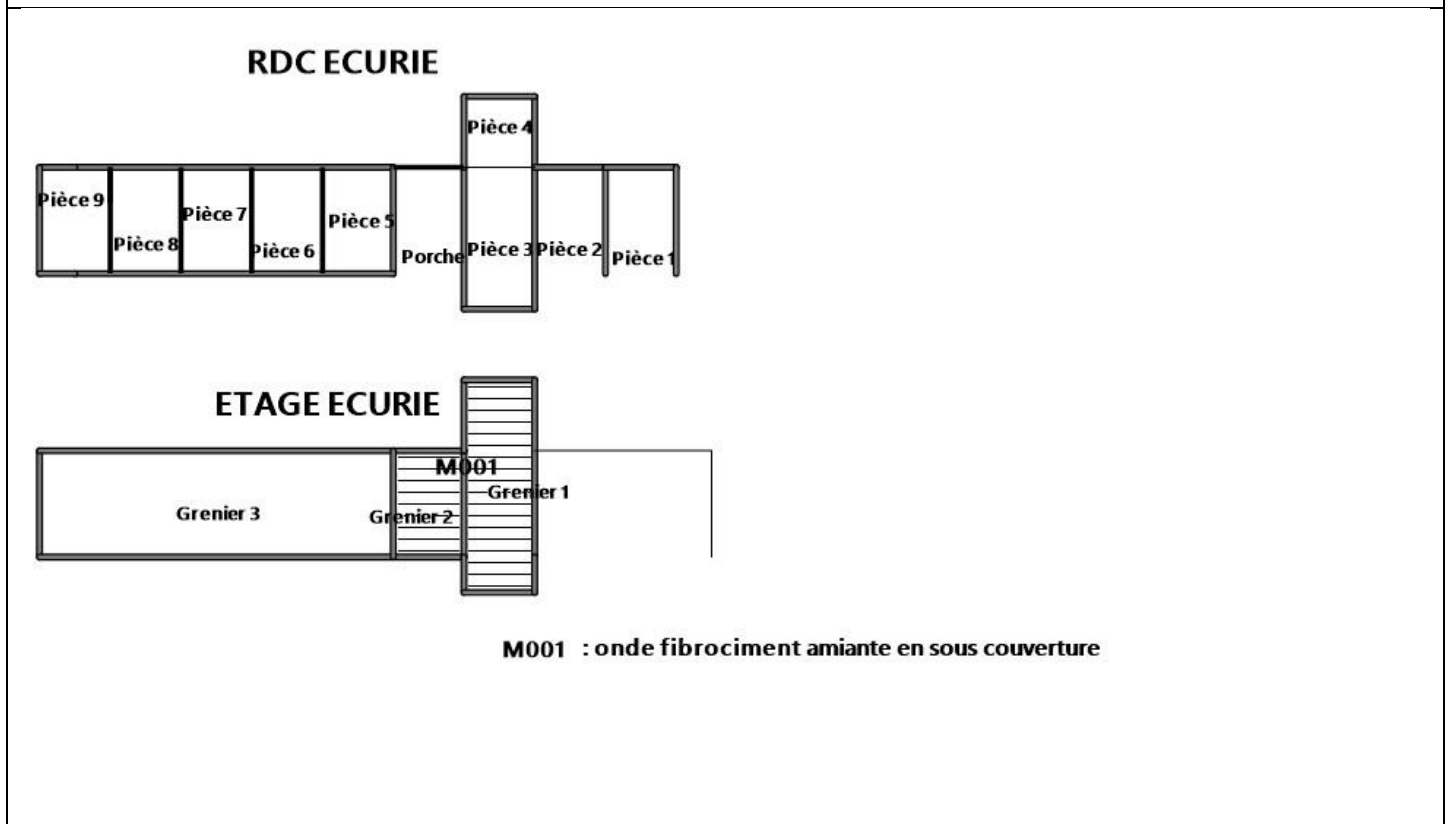 RDC ECURIE
Pièce 4
Pièce 9
Pièce 8
Pièce 7
Pièce 6
Pièce 5
Porche
Pièce 3
Pièce 2
Pièce 1
ETAGE ECURIE
M001
Grenier 1
Grenier 3
Grenier 2
M001 : onde fibrociment amiante en sous couverture